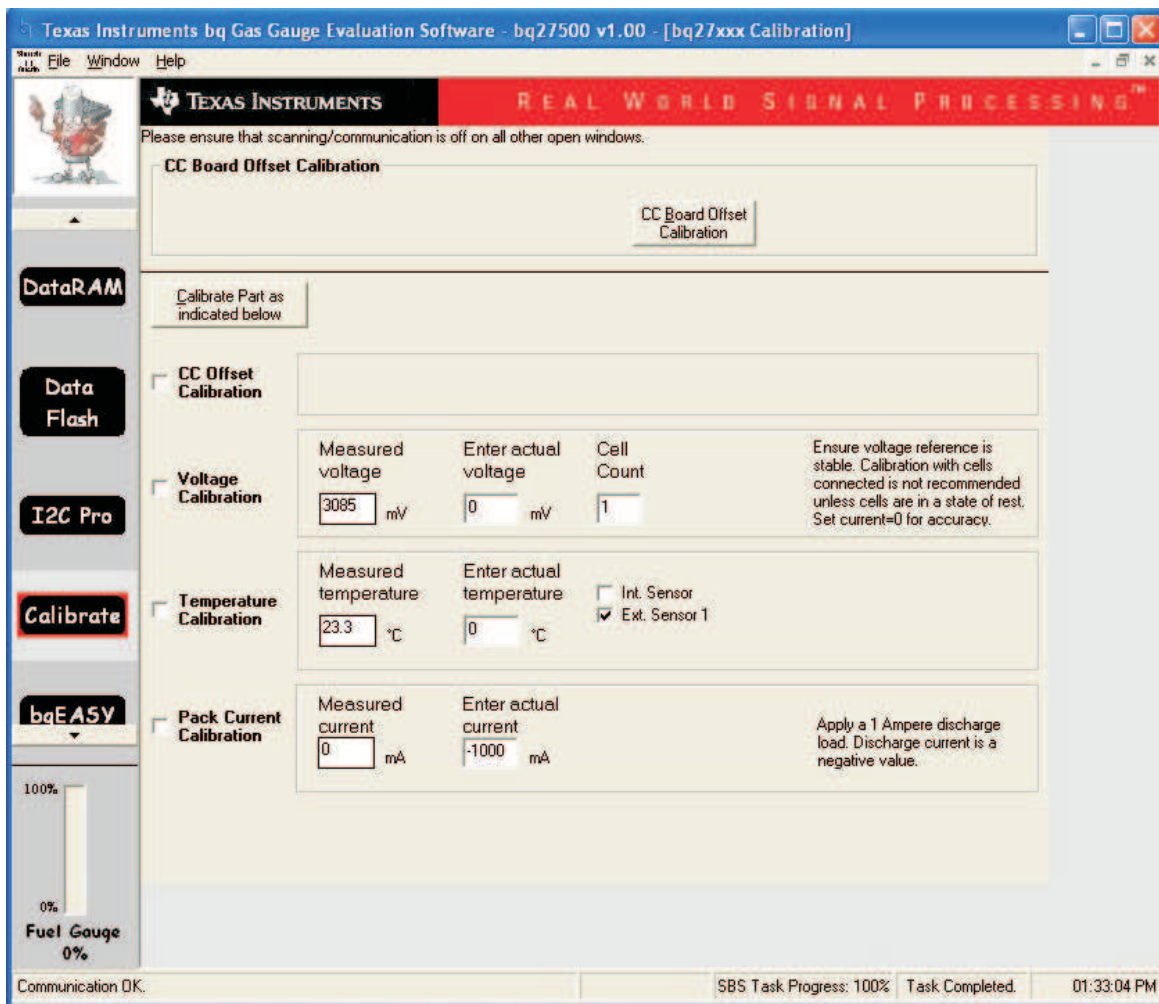 Texas Instruments bq Gas Gauge Evaluation Software - bq27500 v1.00 - [bq27xxx Calibration]
File Window Help
TEXAS INSTRUMENTS
REAL WORLD SIGNAL PROCESSING™
Please ensure that scanning/communication is off on all other open windows.
CC Board Offset Calibration
CC Board Offset
Calibration
DataRAM
Data
Flash
I2C Pro
Calibrate
bqEASY
100%
0%
Fuel Gauge
0%
Calibrate Part as
indicated below
CC Offset
Calibration
Voltage
Calibration
Measured
voltage
3085 mV
Enter actual
voltage
0 mV
Cell
Count
1
Ensure voltage reference is
stable. Calibration with cells
connected is not recommended
unless cells are in a state of rest.
Set current=0 for accuracy.
Temperature
Calibration
Measured
temperature
23.3 °C
Enter actual
temperature
0 °C
Int. Sensor
Ext. Sensor 1
Pack Current
Calibration
Measured
current
0 mA
Enter actual
current
-1000 mA
Apply a 1 Ampere discharge
load. Discharge current is a
negative value.
Communication OK.
SBS Task Progress: 100%
Task Completed.
01:33:04 PM